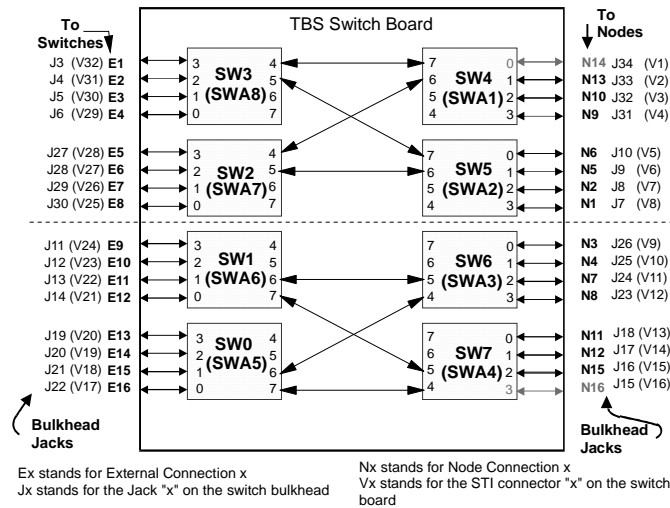 TBS Switch Board
To
Switches
To
Nodes
J3 (V32) E1
J4 (V31) E2
J5 (V30) E3
J6 (V29) E4
3 4
2 5
1 6
0 7
SW3
(SWA8)
7 0
6 1
5 2
4 3
SW4
(SWA1)
N14 J34 (V1)
N13 J33 (V2)
N10 J32 (V3)
N9 J31 (V4)
J27 (V28) E5
J28 (V27) E6
J29 (V26) E7
J30 (V25) E8
3 4
2 5
1 6
0 7
SW2
(SWA7)
7 0
6 1
5 2
4 3
SW5
(SWA2)
N6 J10 (V5)
N5 J9 (V6)
N2 J8 (V7)
N1 J7 (V8)
J11 (V24) E9
J12 (V23) E10
J13 (V22) E11
J14 (V21) E12
3 4
2 5
1 6
0 7
SW1
(SWA6)
7 0
6 1
5 2
4 3
SW6
(SWA3)
N3 J26 (V9)
N4 J25 (V10)
N7 J24 (V11)
N8 J23 (V12)
J19 (V20) E13
J20 (V19) E14
J21 (V18) E15
J22 (V17) E16
3 4
2 5
1 6
0 7
SW0
(SWA5)
7 0
6 1
5 2
4 3
SW7
(SWA4)
N11 J18 (V13)
N12 J17 (V14)
N15 J16 (V15)
N16 J15 (V16)
Bulkhead
Jacks
Bulkhead
Jacks
Ex stands for External Connection x
Jx stands for the Jack "x" on the switch bulkhead
Nx stands for Node Connection x
Vx stands for the STI connector "x" on the switch
board